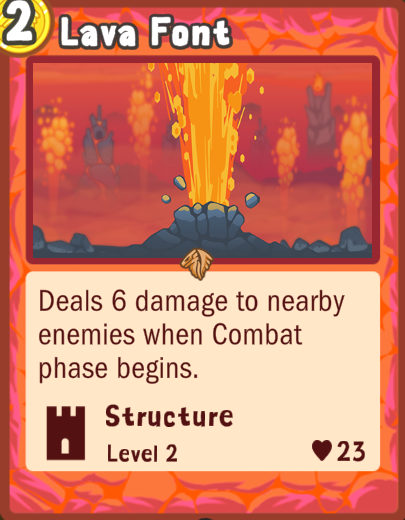 2
Lava Font
Deals 6 damage to nearby
enemies when Combat
phase begins.
Structure
Level 2
23